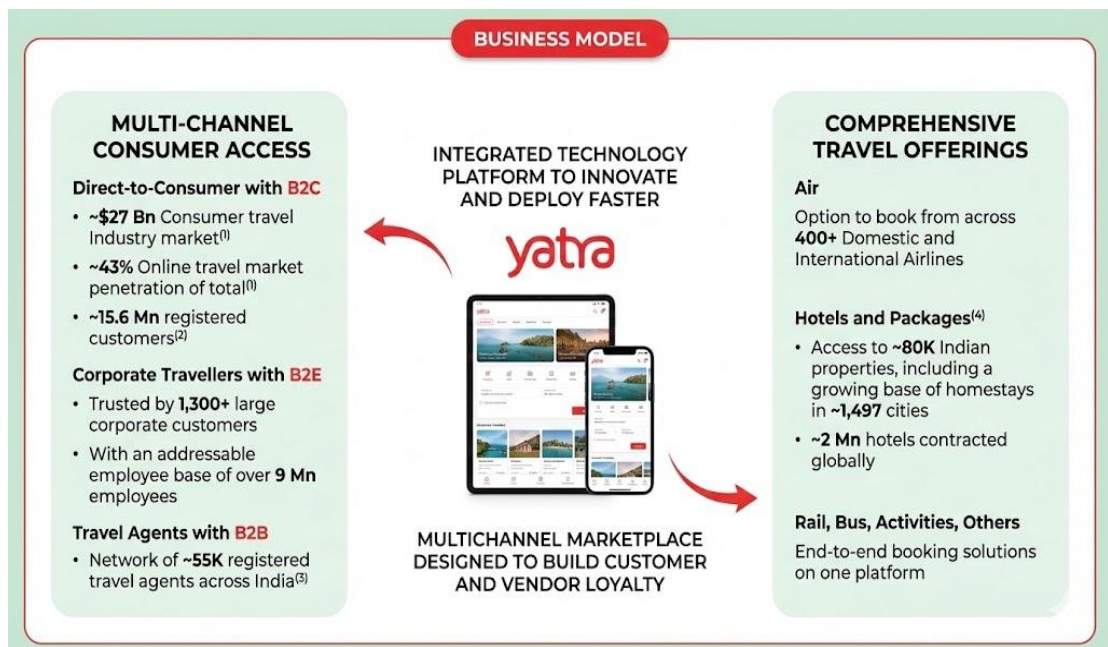 BUSINESS MODEL
MULTI-CHANNEL
CONSUMER ACCESS
Direct-to-Consumer with B2C
• ~$27 Bn Consumer travel
Industry market(1)
• ~43% Online travel market
penetration of total(1)
• ~15.6 Mn registered
customers(2)
Corporate Travellers with B2E
• Trusted by 1,300+ large
corporate customers
• With an addressable
employee base of over 9 Mn
employees
Travel Agents with B2B
• Network of ~55K registered
travel agents across India(3)
INTEGRATED TECHNOLOGY
PLATFORM TO INNOVATE
AND DEPLOY FASTER
yatra
yatra
yatra
MULTICHANNEL MARKETPLACE
DESIGNED TO BUILD CUSTOMER
AND VENDOR LOYALTY
COMPREHENSIVE
TRAVEL OFFERINGS
Air
Option to book from across
400+ Domestic and
International Airlines
Hotels and Packages(4)
• Access to ~80K Indian
properties, including a
growing base of homestays
in ~1,497 cities
• ~2 Mn hotels contracted
globally
Rail, Bus, Activities, Others
End-to-end booking solutions
on one platform